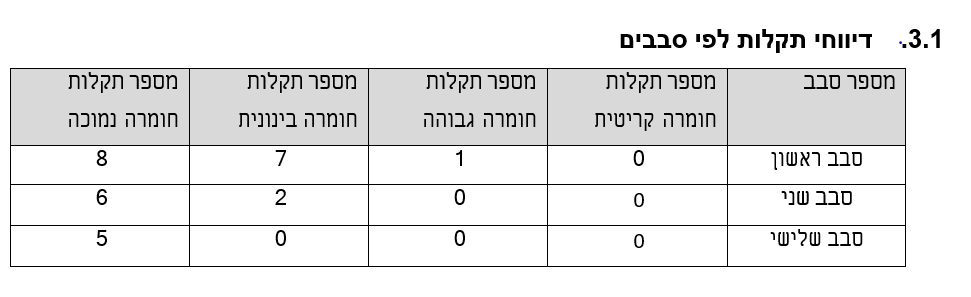 3.1. דיווחי תקלות לפי סבבים
מספר סבב מספר תקלות חומרה קריטית מספר תקלות חומרה גבוהה מספר תקלות חומרה בינונית מספר תקלות חומרה נמוכה
סבב ראשון 0 1 7 8
סבב שני 0 0 2 6
סבב שלישי 0 0 0 5